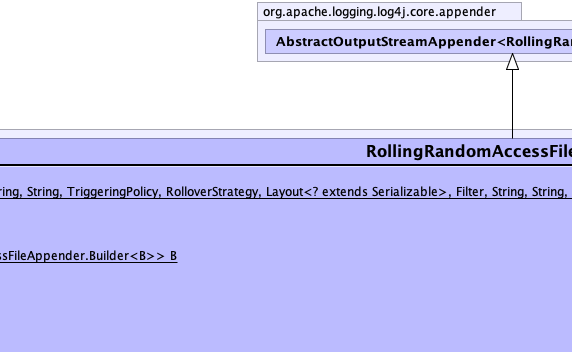 org.apache.logging.log4j.core.appender
AbstractOutputStreamAppender<RollingRan
RollingRandomAccessFile
ring, String, TriggeringPolicy, RolloverStrategy, Layout<? extends Serializable>, Filter, String, String,
ssFileAppender.Builder<B>> B